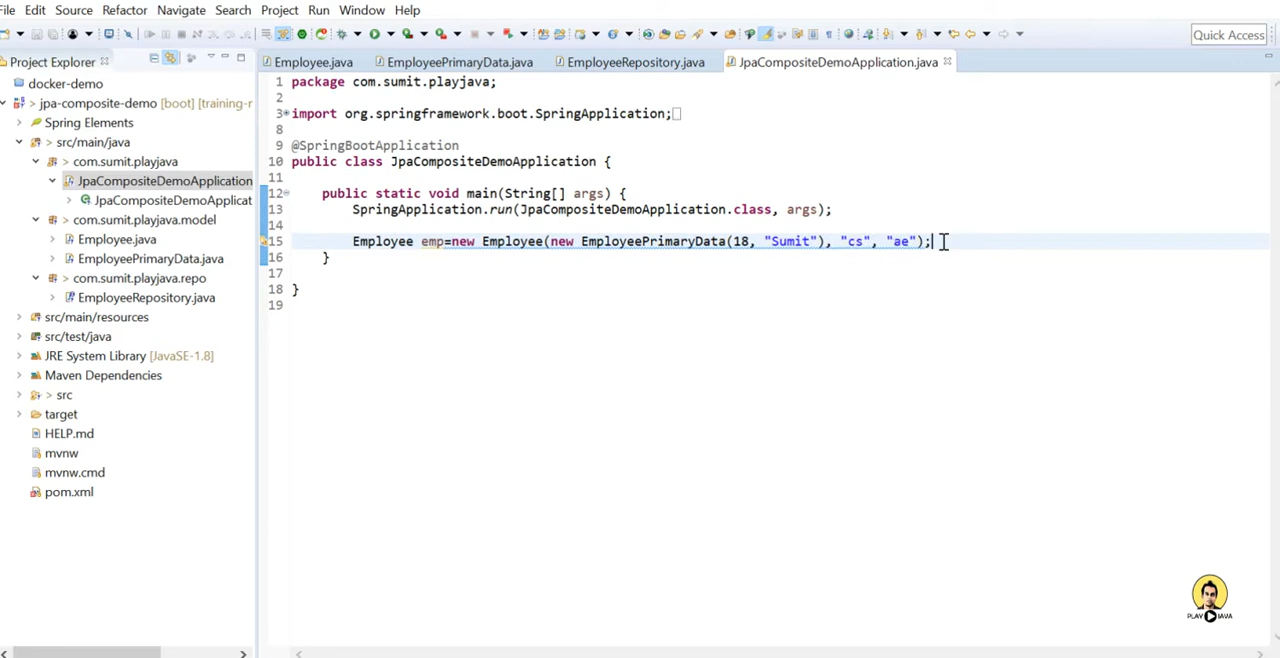 File Edit Source Refactor Navigate Search Project Run Window Help
Quick Access
Project Explorer
docker-demo
> jpa-composite-demo [boot] [training-r
Spring Elements
> src/main/java
> com.sumit.playjava
JpaCompositeDemoApplication
JpaCompositeDemoApplicat
> com.sumit.playjava.model
Employee.java
EmployeePrimaryData.java
> com.sumit.playjava.repo
EmployeeRepository.java
src/main/resources
src/test/java
JRE System Library [JavaSE-1.8]
Maven Dependencies
> src
target
HELP.md
mvnw
mvnw.cmd
pom.xml
Employee.java EmployeePrimaryData.java EmployeeRepository.java JpaCompositeDemoApplication.java
1 package com.sumit.playjava;
2
3 import org.springframework.boot.SpringApplication;
8
9 @SpringBootApplication
10 public class JpaCompositeDemoApplication {
11
12 public static void main(String[] args) {
13 SpringApplication.run(JpaCompositeDemoApplication.class, args);
14
15 Employee emp=new Employee(new EmployeePrimaryData(18, "Sumit"), "cs", "ae");
16 }
17
18 }
19
PLAY JAVA